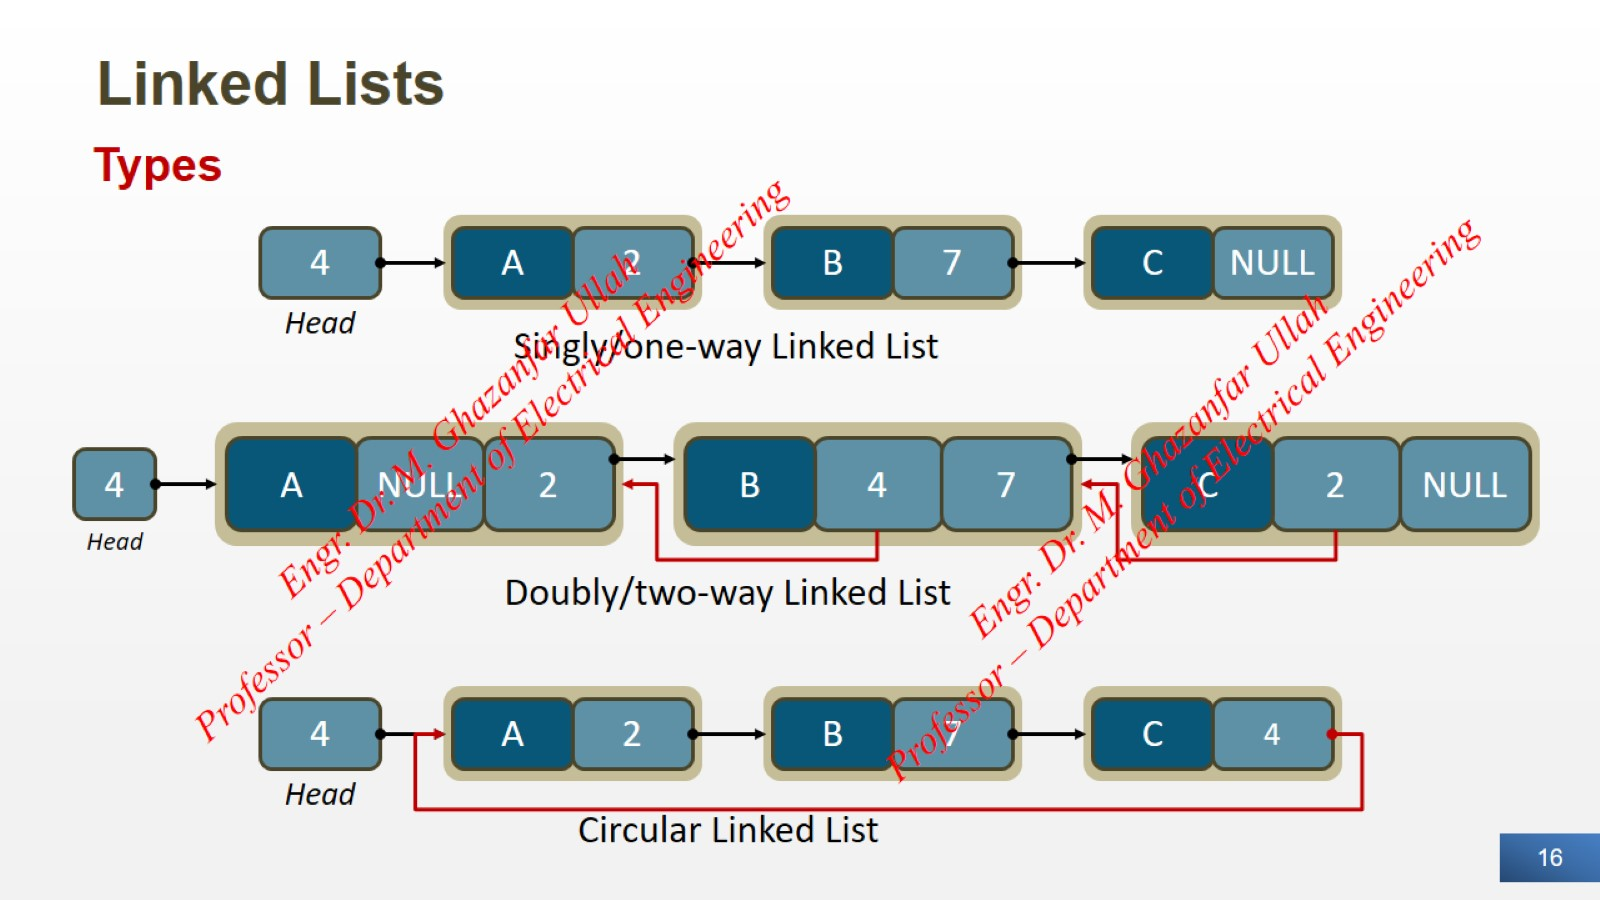 Linked Lists
Types
4 A 2 B 7 C NULL
Head
Singly/one-way Linked List
4 A NULL 2 B 4 7 C 2 NULL
Head
Doubly/two-way Linked List
4 A 2 B 7 C 4
Head
Circular Linked List
Engr. Dr. M. Ghazanfar Ullah
Professor – Department of Electrical Engineering
Engr. Dr. M. Ghazanfar Ullah
Professor – Department of Electrical Engineering
16